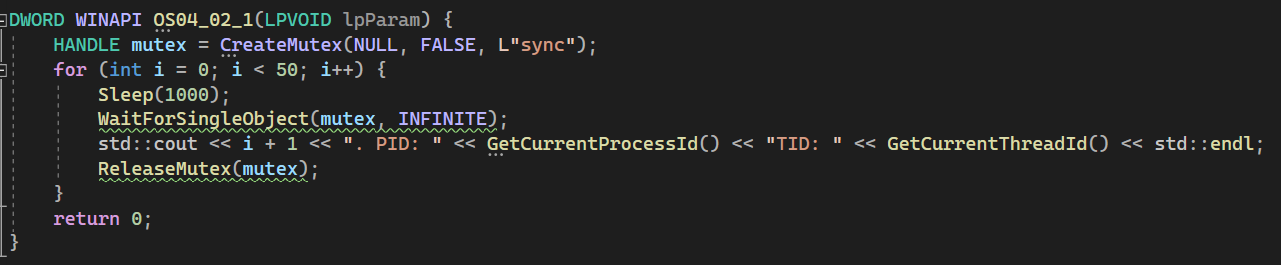 DWORD WINAPI OS04_02_1(LPVOID lpParam) {
    HANDLE mutex = CreateMutex(NULL, FALSE, L"sync");
    for (int i = 0; i < 50; i++) {
        Sleep(1000);
        WaitForSingleObject(mutex, INFINITE);
        std::cout << i + 1 << ". PID: " << GetCurrentProcessId() << "TID: " << GetCurrentThreadId() << std::endl;
        ReleaseMutex(mutex);
    }
    return 0;
}